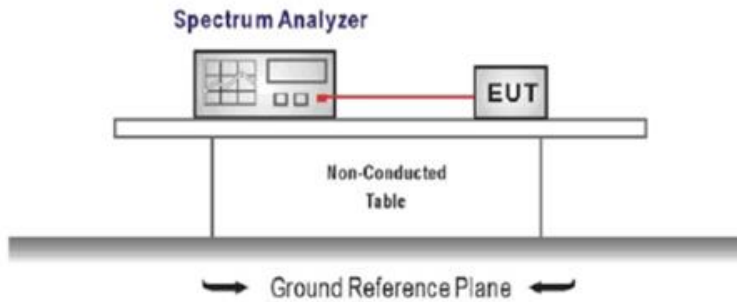 Spectrum Analyzer
EUT
Non-Conducted
Table
Ground Reference Plane